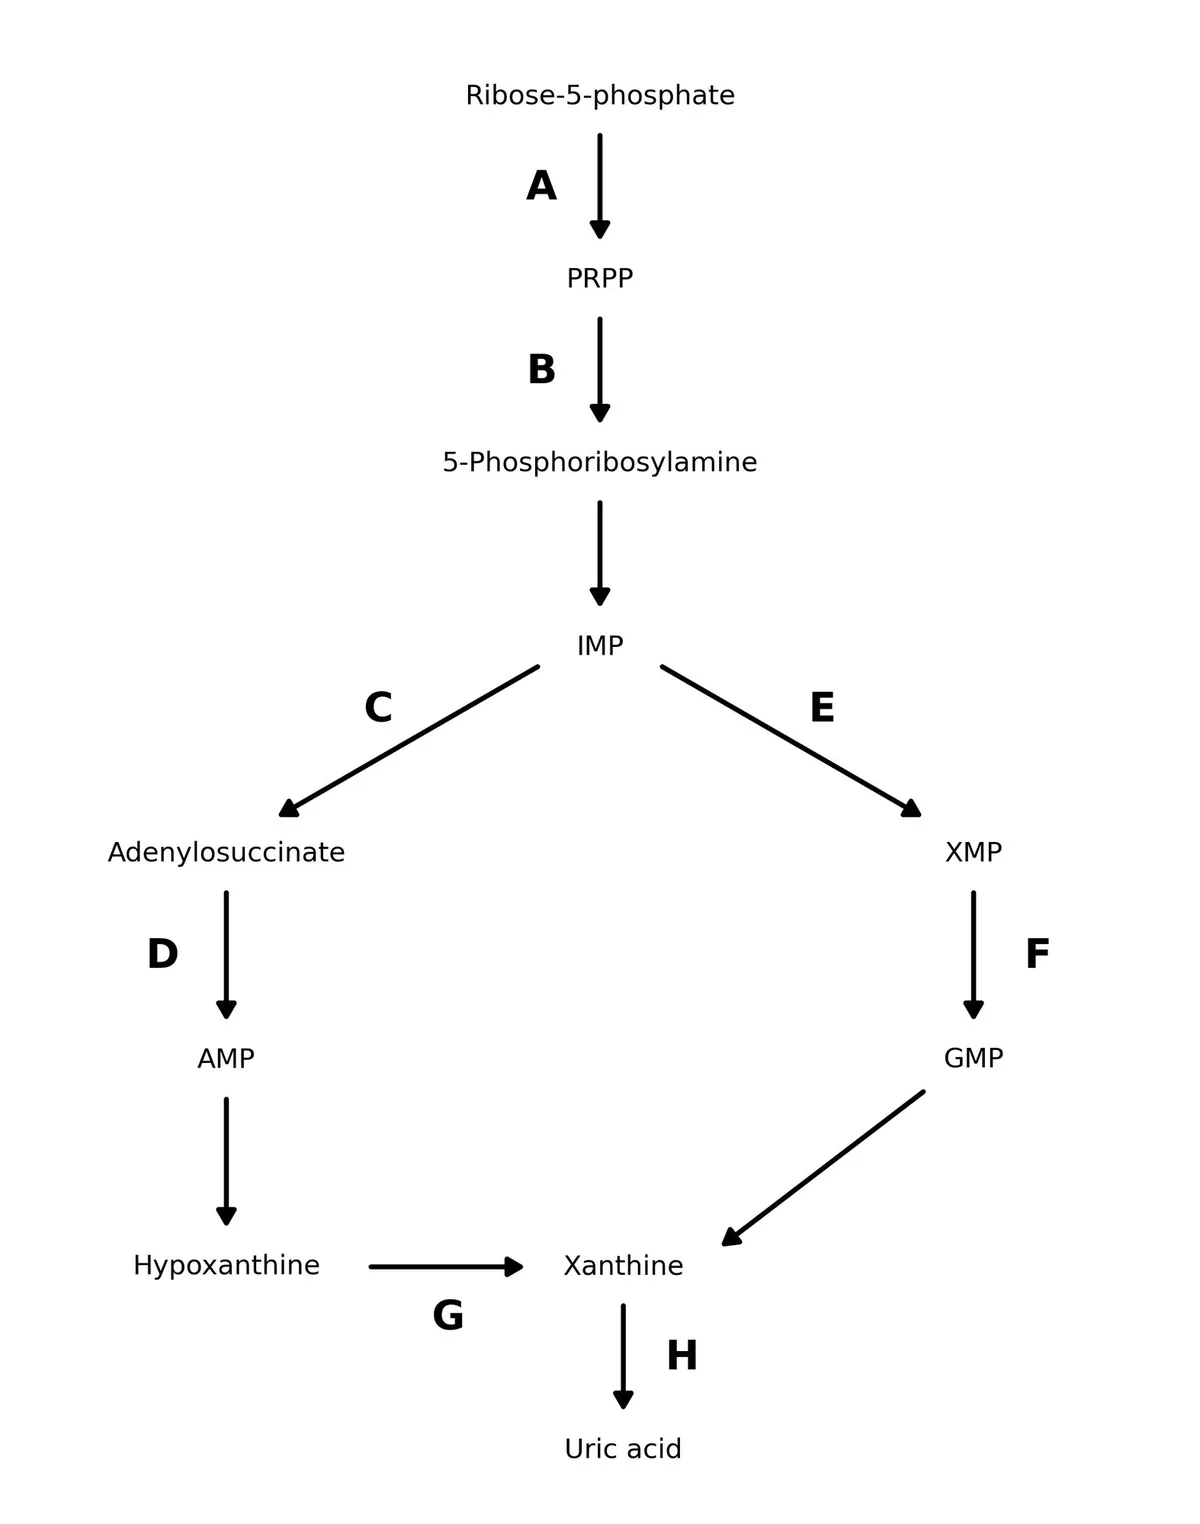 Ribose-5-phosphate
A
PRPP
B
5-Phosphoribosylamine
IMP
C
E
Adenylosuccinate
XMP
D
F
AMP
GMP
Hypoxanthine
Xanthine
G
H
Uric acid